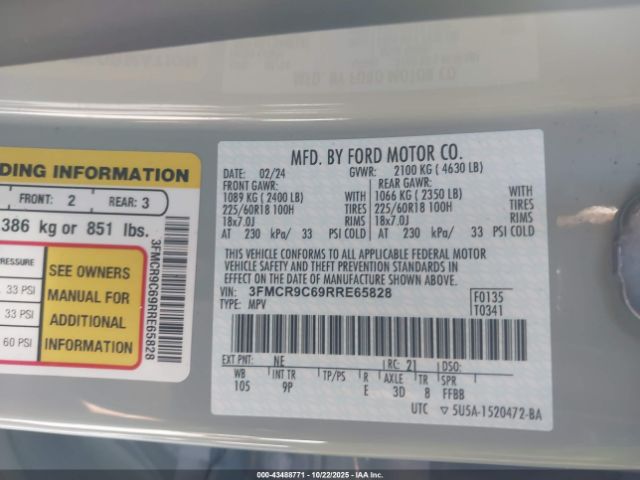 DING INFORMATION
FRONT: 2 REAR: 3
386 kg or 851 lbs.
RESSURE
33 PSI
33 PSI
60 PSI
SEE OWNERS
MANUAL FOR
ADDITIONAL
INFORMATION
3FMCR9C69RRE65828
MFD. BY FORD MOTOR CO.
DATE: 02/24 GVWR: 2100 KG ( 4630 LB)
FRONT GAWR: REAR GAWR:
1089 KG ( 2400 LB) WITH 1066 KG ( 2350 LB) WITH
225/60R18 100H TIRES 225/60R18 100H TIRES
18x7.0J RIMS 18x7.0J RIMS
AT 230 kPa/ 33 PSI COLD AT 230 kPa/ 33 PSI COLD
THIS VEHICLE CONFORMS TO ALL APPLICABLE FEDERAL MOTOR
VEHICLE SAFETY AND THEFT PREVENTION STANDARDS IN
EFFECT ON THE DATE OF MANUFACTURE SHOWN ABOVE.
VIN: 3FMCR9C69RRE65828
TYPE: MPV
F0135
T0341
EXT PNT: NE RC: 21 DSO:
WB INT TR TP/PS R AXLE TR SPR
105 9P E 3D 8 FFBB
UTC ▽ 5U5A-1520472-BA
MFD. BY FORD MOTOR CO.
000-43488771 - 10/22/2025 - IAAI.com